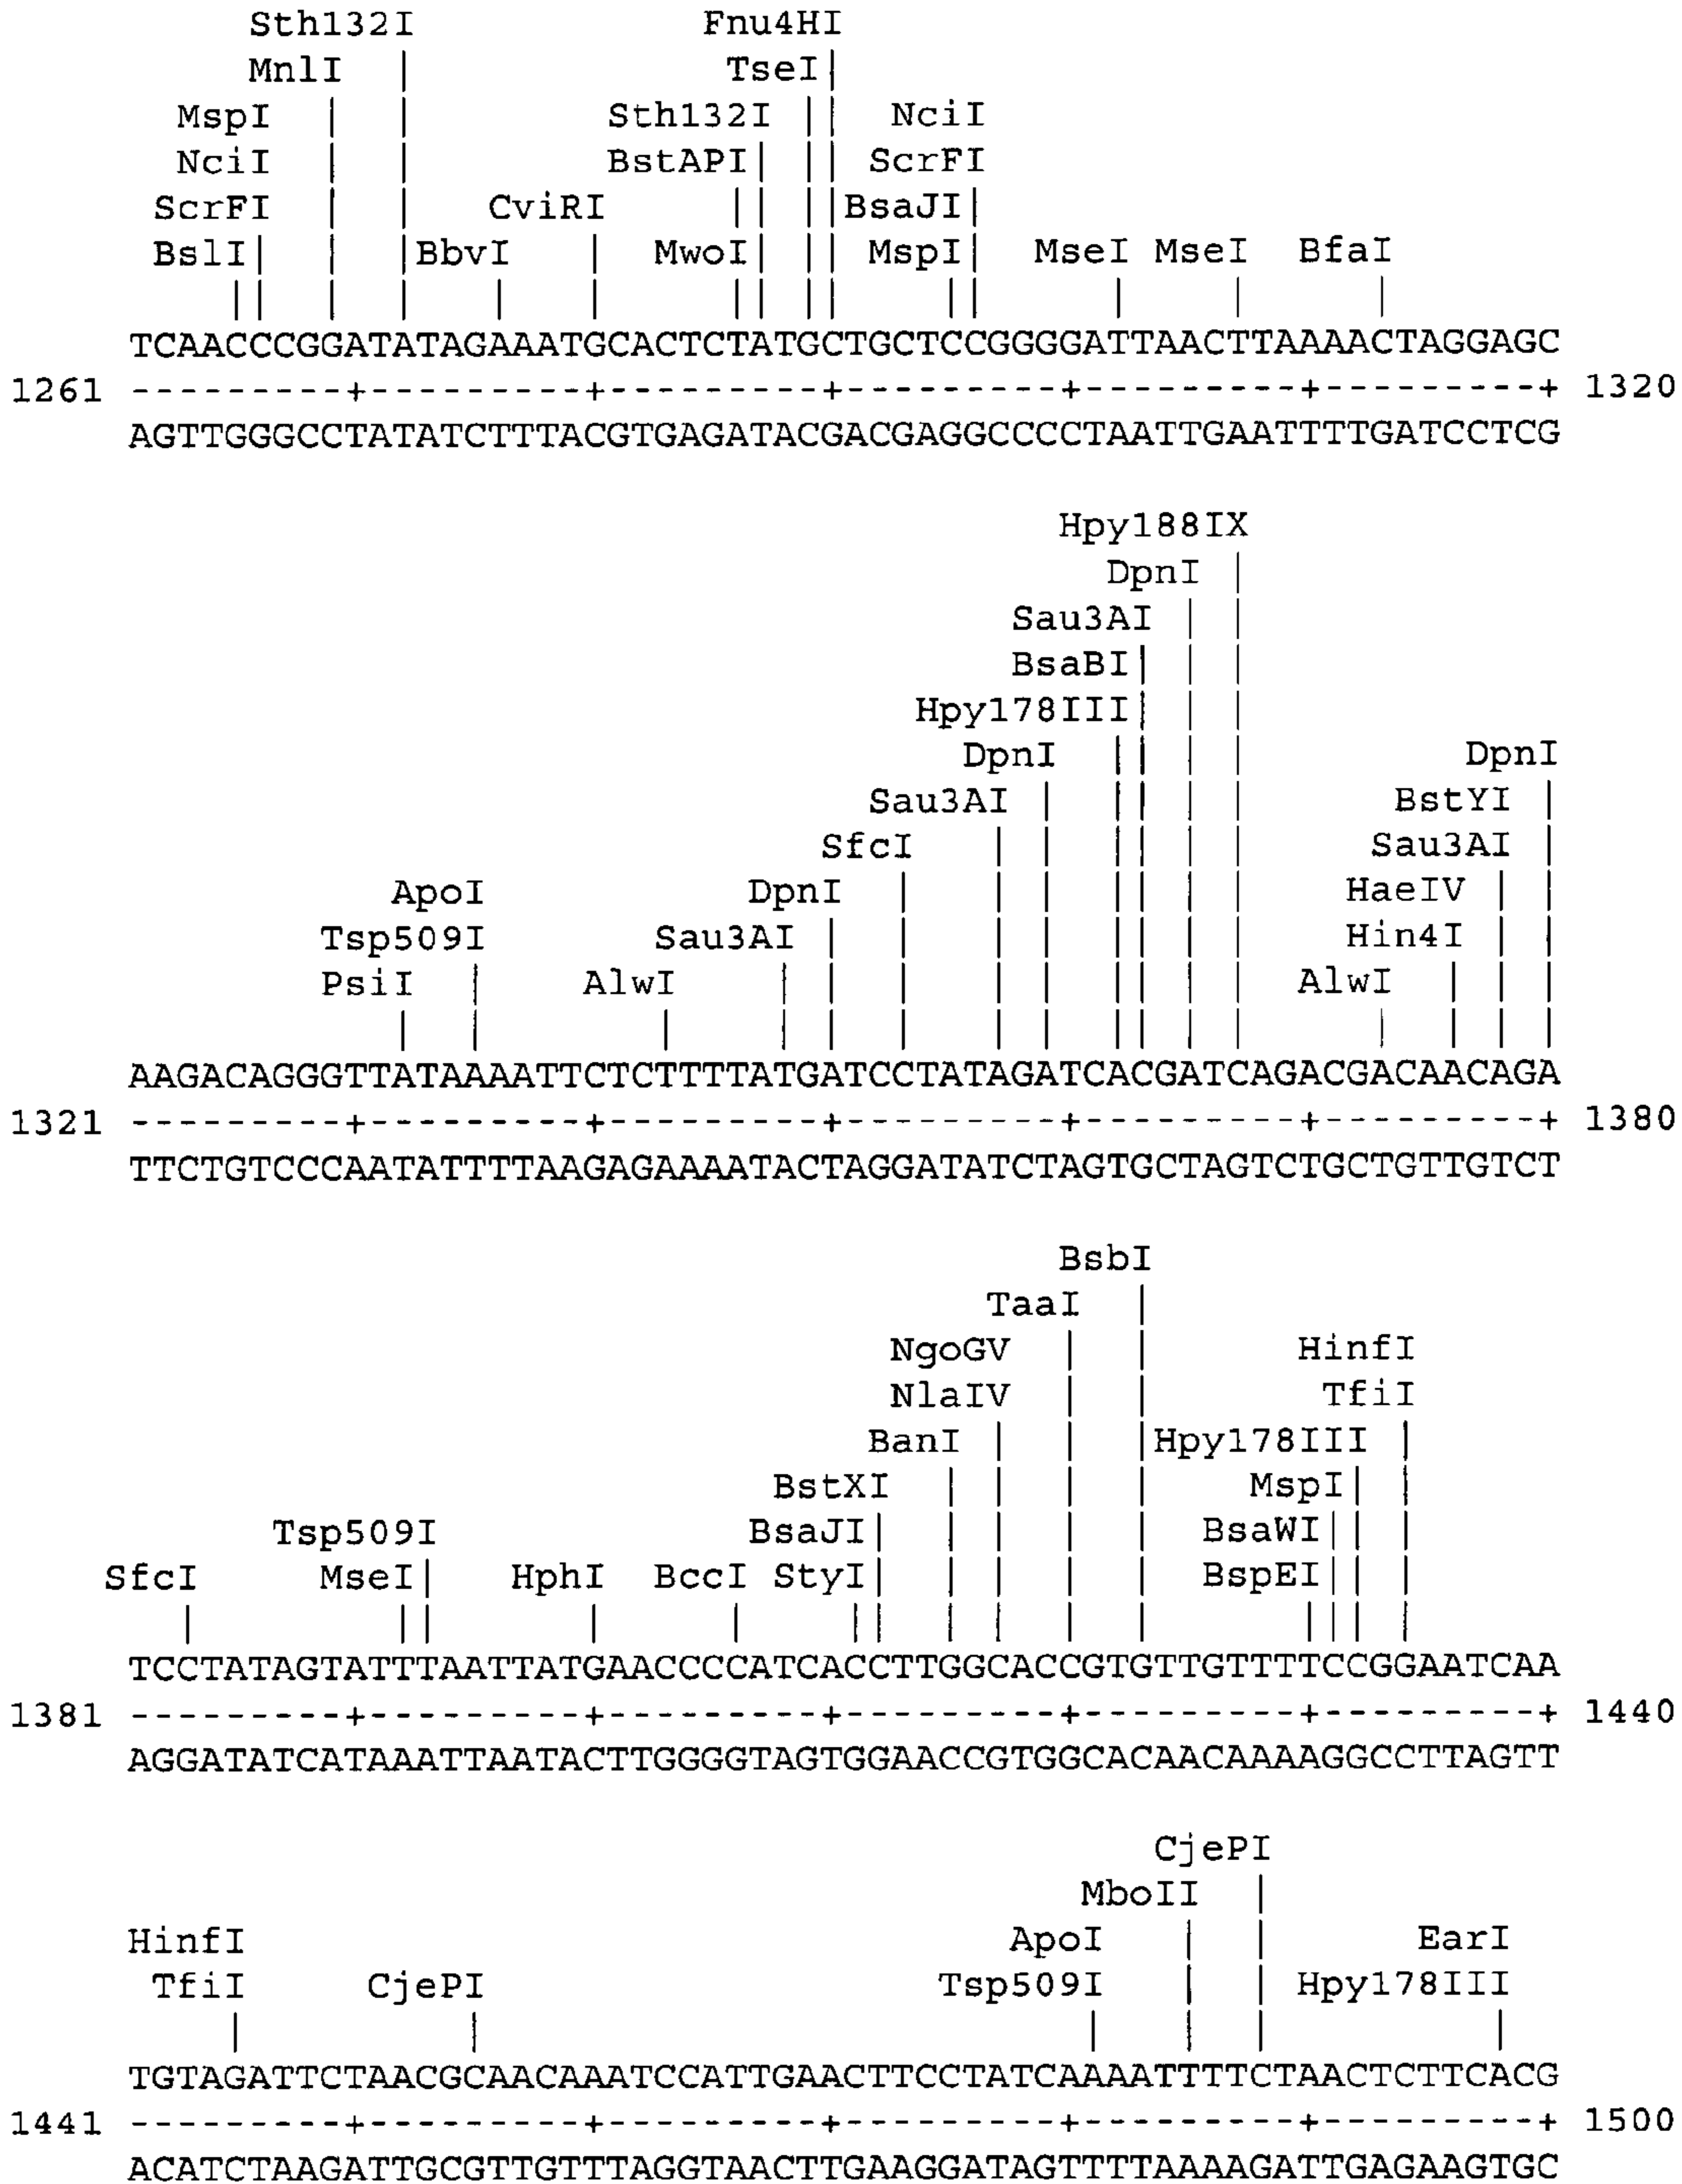 Sth132I Fnu4HI
MnlI TseI
MspI Sth132I NciI
NciI BstAPI ScrFI
ScrFI CviRI BsaJI
BslI BbvI MwoI MspI MseI MseI BfaI
TCAACCCGGATATAGAAATGCACTCTATGCTGCTCCGGGGATTAACTTAAAACTAGGAGC
1261 ---------+---------+---------+---------+---------+---------+ 1320
AGTTGGGCCTATATCTTTACGTGAGATACGACGAGGCCCCTAATTGAATTTTGATCCTCG
Hpy188IX
DpnI
Sau3AI
BsaBI
Hpy178III
DpnI DpnI
Sau3AI BstYI
SfcI Sau3AI
ApoI DpnI HaeIV
Tsp509I Sau3AI Hin4I
PsiI AlwI AlwI
AAGACAGGGTTATAAAATTCTCTTTTATGATCCTATAGATCACGATCAGACGACAACAGA
1321 ---------+---------+---------+---------+---------+---------+ 1380
TTCTGTCCCAATATTTTAAGAGAAAATACTAGGATATCTAGTGCTAGTCTGCTGTTGTCT
BsbI
TaaI
NgoGV HinfI
NlaIV TfiI
BanI Hpy178III
BstXI MspI
Tsp509I BsaJI BsaWI
SfcI MseI HphI BccI StyI BspEI
TCCTATAGTATTTAATTATGAACCCCATCACCTTGGCACCGTGTTGTTTTCCGGAATCAA
1381 ---------+---------+---------+---------+---------+---------+ 1440
AGGATATCATAAATTAATACTTGGGGTAGTGGAACCGTGGCACAACAAAAGGCCTTAGTT
CjePI
MboII
HinfI ApoI EarI
TfiI CjePI Tsp509I Hpy178III
TGTAGATTCTAACGCAACAAATCCATTGAACTTCCTATCAAAATTTTCTAACTCTTCACG
1441 ---------+---------+---------+---------+---------+---------+ 1500
ACATCTAAGATTGCGTTGTTTAGGTAACTTGAAGGATAGTTTTAAAAGATTGAGAAGTGC